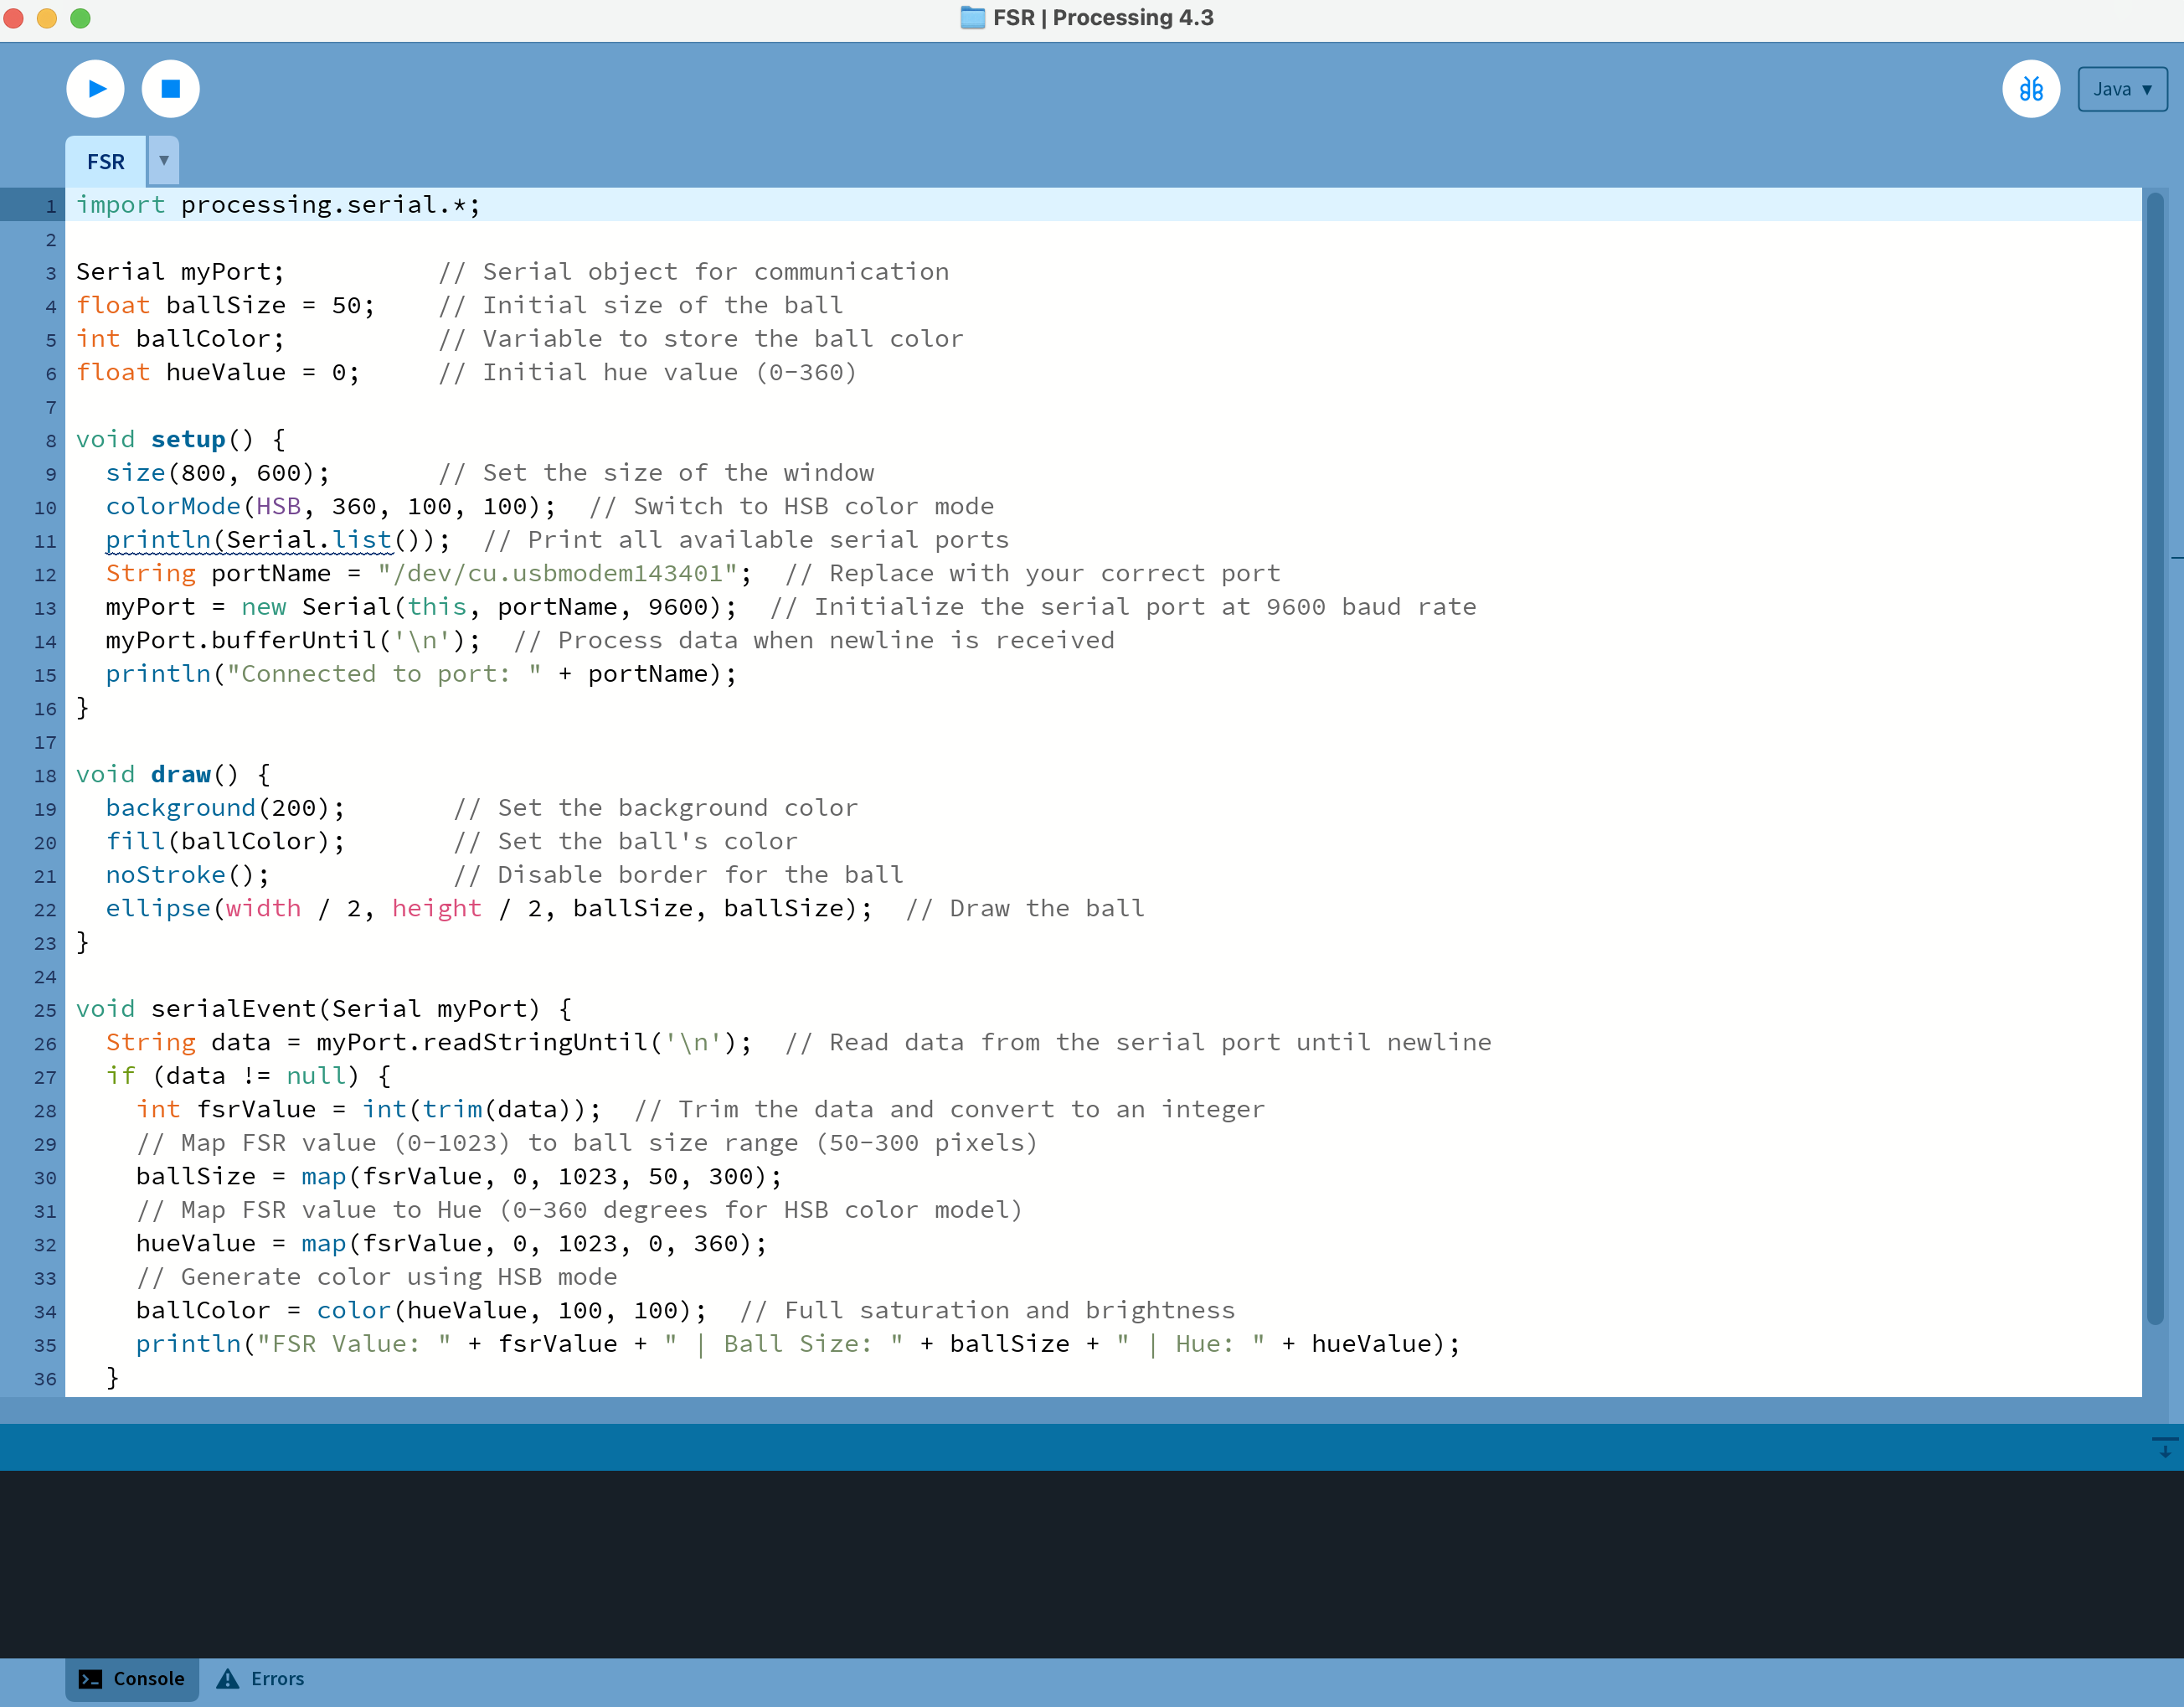 FSR | Processing 4.3
Java ▼
FSR ▼
1 import processing.serial.*;
2
3 Serial myPort;          // Serial object for communication
4 float ballSize = 50;    // Initial size of the ball
5 int ballColor;          // Variable to store the ball color
6 float hueValue = 0;     // Initial hue value (0-360)
7
8 void setup() {
9   size(800, 600);       // Set the size of the window
10   colorMode(HSB, 360, 100, 100);  // Switch to HSB color mode
11   println(Serial.list());  // Print all available serial ports
12   String portName = "/dev/cu.usbmodem143401";  // Replace with your correct port
13   myPort = new Serial(this, portName, 9600);  // Initialize the serial port at 9600 baud rate
14   myPort.bufferUntil('\n');  // Process data when newline is received
15   println("Connected to port: " + portName);
16 }
17
18 void draw() {
19   background(200);       // Set the background color
20   fill(ballColor);       // Set the ball's color
21   noStroke();            // Disable border for the ball
22   ellipse(width / 2, height / 2, ballSize, ballSize);  // Draw the ball
23 }
24
25 void serialEvent(Serial myPort) {
26   String data = myPort.readStringUntil('\n');  // Read data from the serial port until newline
27   if (data != null) {
28     int fsrValue = int(trim(data));  // Trim the data and convert to an integer
29     // Map FSR value (0-1023) to ball size range (50-300 pixels)
30     ballSize = map(fsrValue, 0, 1023, 50, 300);
31     // Map FSR value to Hue (0-360 degrees for HSB color model)
32     hueValue = map(fsrValue, 0, 1023, 0, 360);
33     // Generate color using HSB mode
34     ballColor = color(hueValue, 100, 100);  // Full saturation and brightness
35     println("FSR Value: " + fsrValue + " | Ball Size: " + ballSize + " | Hue: " + hueValue);
36   }
Console Errors